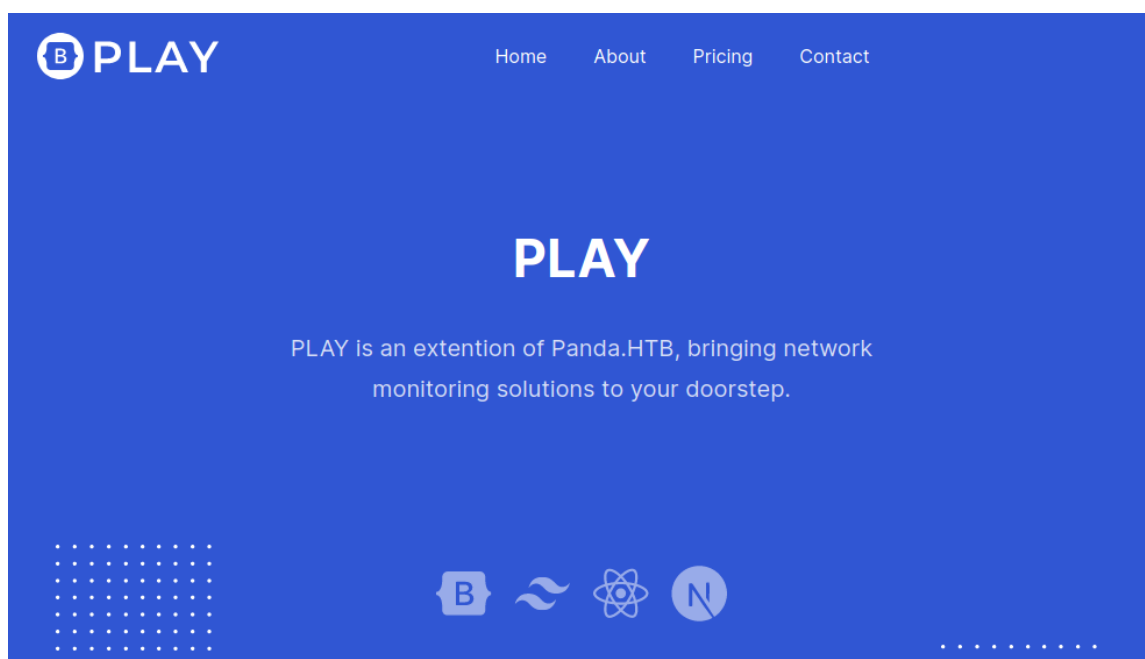 B PLAY
Home About Pricing Contact
PLAY
PLAY is an extention of Panda.HTB, bringing network
monitoring solutions to your doorstep.
B N